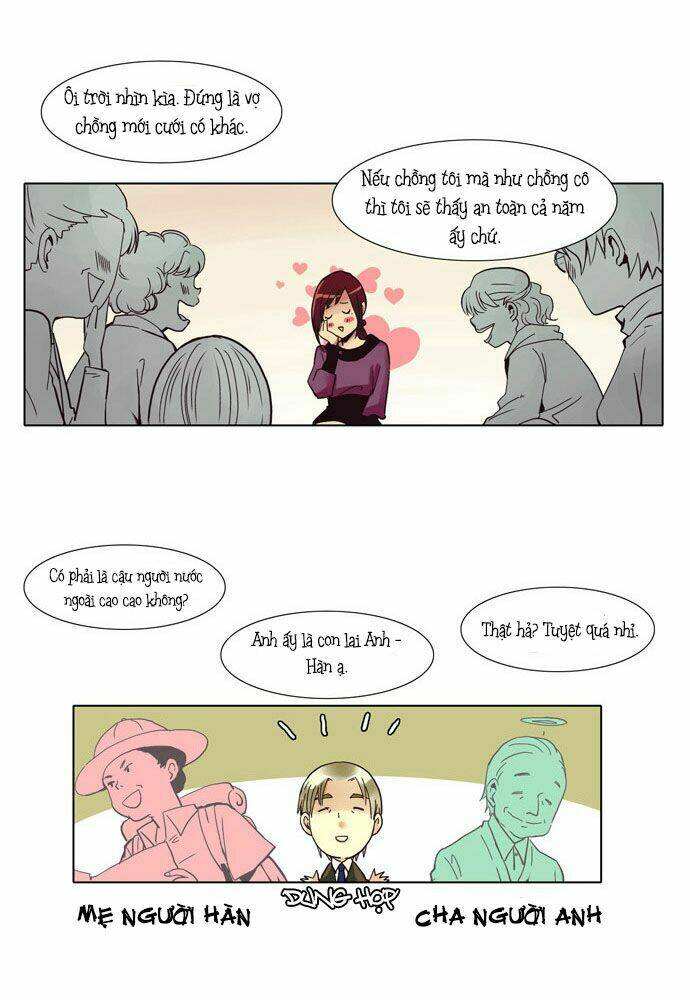 Ôi trời nhìn kìa. Đúng là vợ
chồng mới cưới có khác.
Nếu chồng tôi mà như chồng cô
thì tôi sẽ thấy an toàn cả năm
ấy chứ.
Có phải là cậu người nước
ngoài cao cao không?
Anh ấy là con lai Anh -
Hàn ạ.
Thật hả? Tuyệt quá nhỉ.
DUNG HỢP
MẸ NGƯỜI HÀN
CHA NGƯỜI ANH